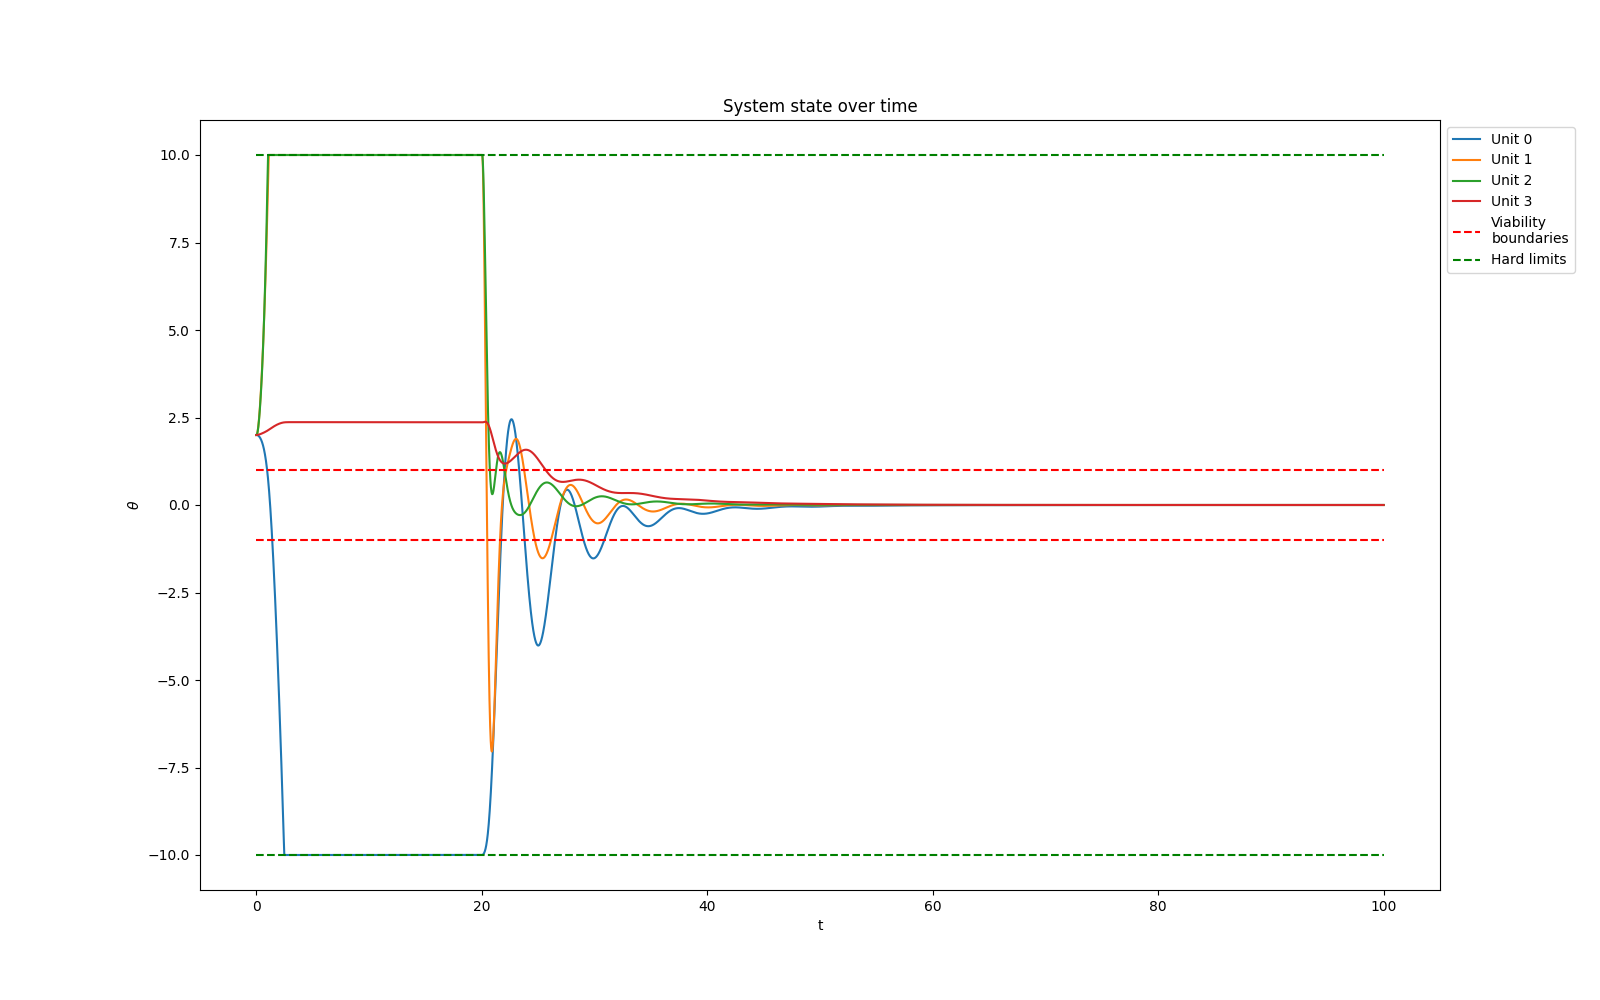 System state over time
10.0
7.5
5.0
2.5
0.0
−2.5
−5.0
−7.5
−10.0
θ
0
20
40
60
80
100
t
Unit 0
Unit 1
Unit 2
Unit 3
Viability
boundaries
Hard limits